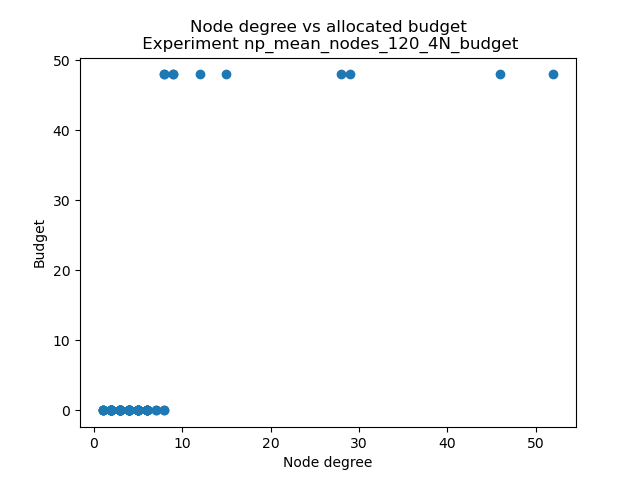 Node degree vs allocated budget
Experiment np_mean_nodes_120_4N_budget
50
40
30
20
10
0
Budget
0 10 20 30 40 50
Node degree